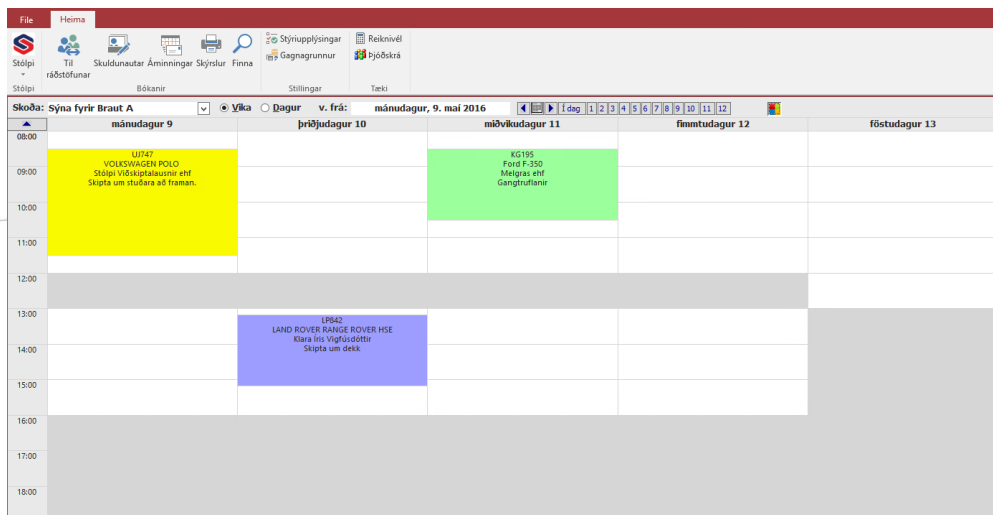 File Heima
Stólpi
Til ráðstöfunar
Skuldunautar
Áminningar
Skýrslur
Finna
Stýriupplýsingar
Gagnagrunnur
Reiknivél
Þjóðskrá
Stólpi Bókanir Stillingar Tæki
Skoða: Sýna fyrir Braut A Vika Dagur v. frá: mánudagur, 9. maí 2016 Í dag 1 2 3 4 5 6 7 8 9 10 11 12
mánudagur 9 þriðjudagur 10 miðvikudagur 11 fimmtudagur 12 föstudagur 13
08:00
UJ747
VOLKSWAGEN POLO
Stólpi Viðskiptalausnir ehf
Skipta um stuðara að framan.
KG195
Ford F-350
Melgras ehf
Gangtruflanir
09:00
10:00
11:00
12:00
13:00
LP842
LAND ROVER RANGE ROVER HSE
Klara Íris Vigfúsdóttir
Skipta um dekk
14:00
15:00
16:00
17:00
18:00